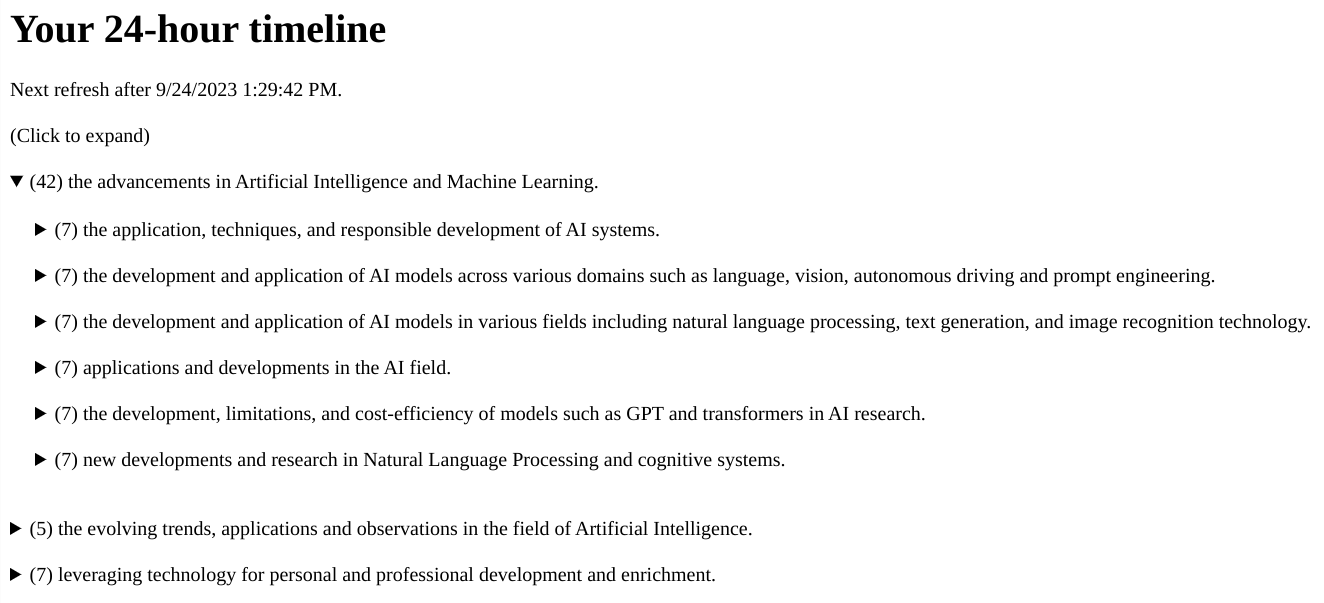 Your 24-hour timeline
Next refresh after 9/24/2023 1:29:42 PM.
(Click to expand)
▼ (42) the advancements in Artificial Intelligence and Machine Learning.
▶ (7) the application, techniques, and responsible development of AI systems.
▶ (7) the development and application of AI models across various domains such as language, vision, autonomous driving and prompt engineering.
▶ (7) the development and application of AI models in various fields including natural language processing, text generation, and image recognition technology.
▶ (7) applications and developments in the AI field.
▶ (7) the development, limitations, and cost-efficiency of models such as GPT and transformers in AI research.
▶ (7) new developments and research in Natural Language Processing and cognitive systems.
▶ (5) the evolving trends, applications and observations in the field of Artificial Intelligence.
▶ (7) leveraging technology for personal and professional development and enrichment.